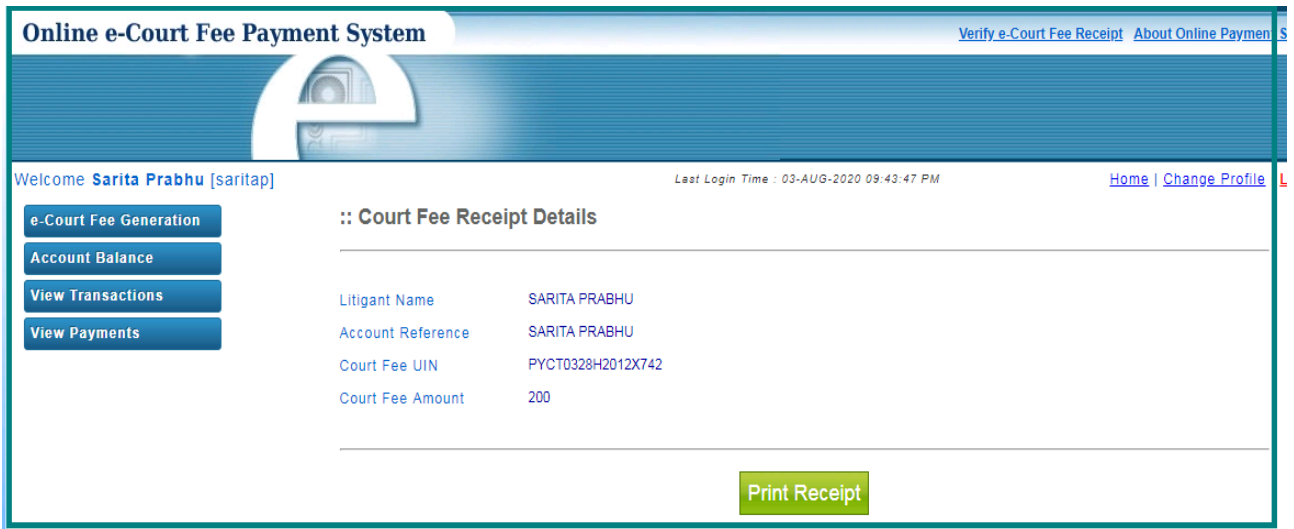 Online e-Court Fee Payment System
Verify e-Court Fee Receipt About Online Payment S
e
Welcome Sarita Prabhu [saritap]
Last Login Time : 03-AUG-2020 09:43:47 PM
Home | Change Profile L
e-Court Fee Generation
Account Balance
View Transactions
View Payments
:: Court Fee Receipt Details
Litigant Name SARITA PRABHU
Account Reference SARITA PRABHU
Court Fee UIN PYCT0328H2012X742
Court Fee Amount 200
Print Receipt